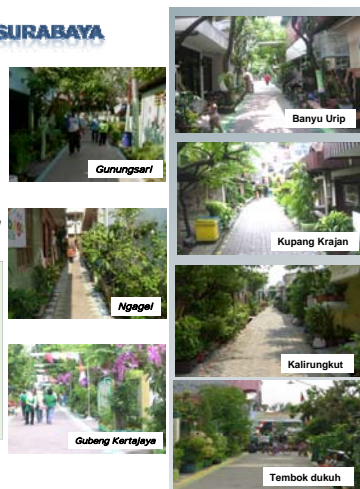 SURABAYA
Gunungsari
Ngagel
Gubeng Kertajaya
Banyu Urip
Kupang Krajan
Kalirungkut
Tembok dukuh